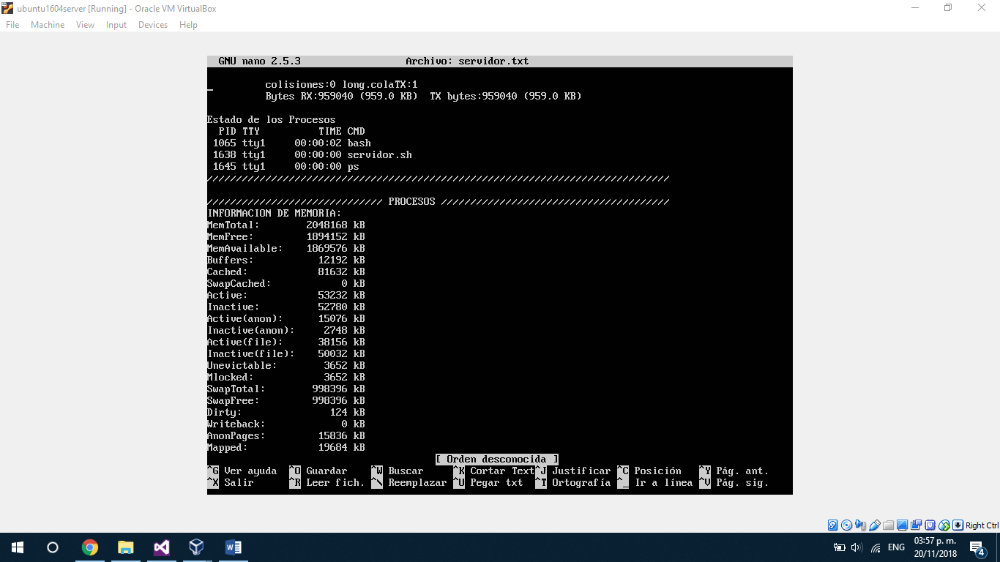 ubuntu1604server [Running] - Oracle VM VirtualBox
File Machine View Input Devices Help
GNU nano 2.5.3 Archivo: servidor.txt
colisiones:0 long.colaTX:1
Bytes RX:959040 (959.0 KB) TX bytes:959040 (959.0 KB)
Estado de los Procesos
PID TTY TIME CMD
1065 tty1 00:00:02 bash
1638 tty1 00:00:00 servidor.sh
1645 tty1 00:00:00 ps
///////////////////////////////////////////////////////////////////////////////
////////////////////////////// PROCESOS ///////////////////////////////////////
INFORMACION DE MEMORIA:
MemTotal: 2048168 kB
MemFree: 1894152 kB
MemAvailable: 1869576 kB
Buffers: 12192 kB
Cached: 81632 kB
SwapCached: 0 kB
Active: 53232 kB
Inactive: 52780 kB
Active(anon): 15076 kB
Inactive(anon): 2748 kB
Active(file): 38156 kB
Inactive(file): 50032 kB
Unevictable: 3652 kB
Mlocked: 3652 kB
SwapTotal: 998396 kB
SwapFree: 998396 kB
Dirty: 124 kB
Writeback: 0 kB
AnonPages: 15836 kB
Mapped: 19684 kB
[ Orden desconocida ]
^G Ver ayuda ^O Guardar ^W Buscar ^K Cortar Text^J Justificar ^C Posición ^Y Pág. ant.
^X Salir ^R Leer fich. ^\ Reemplazar ^U Pegar txt ^T Ortografía ^_ Ir a línea ^V Pág. sig.
Right Ctrl
ENG 03:57 p. m.
20/11/2018
4